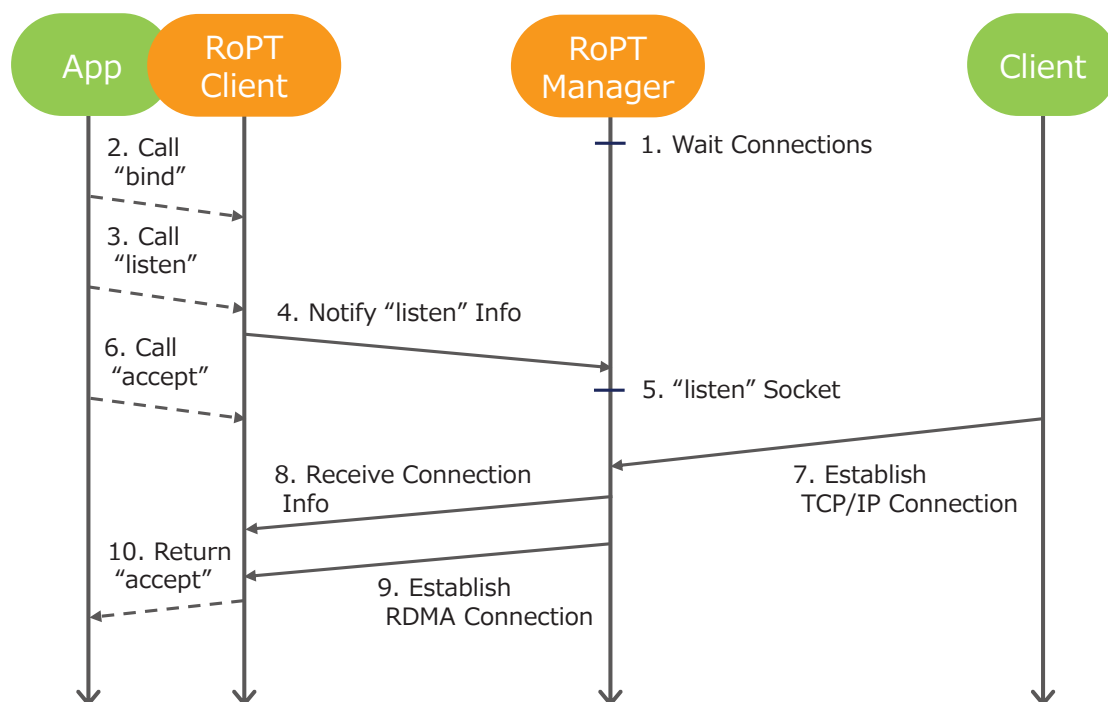 App
RoPT
Client
RoPT
Manager
Client
1. Wait Connections
2. Call
“bind”
3. Call
“listen”
4. Notify “listen” Info
5. “listen” Socket
6. Call
“accept”
7. Establish
TCP/IP Connection
8. Receive Connection
Info
9. Establish
RDMA Connection
10. Return
“accept”